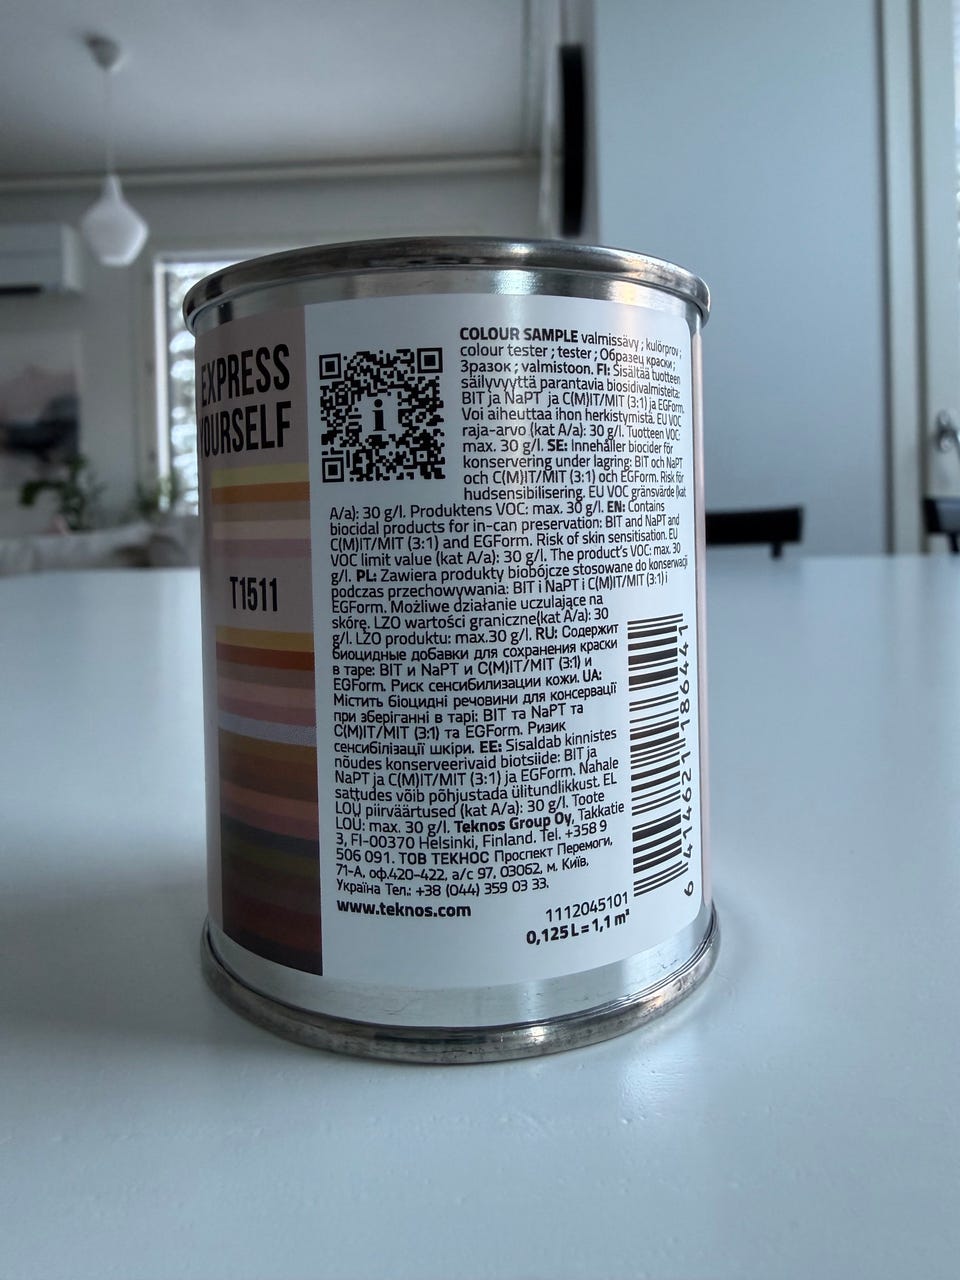 EXPRESS
YOURSELF
T1511
COLOUR SAMPLE valmissävy ; kulörprov ;
colour tester ; tester ; Образец краски ;
Зразок ; valmistoon. FI: Sisältää tuotteen
säilyvyyttä parantavia biosidivalmisteita:
BIT ja NaPT ja C(M)IT/MIT (3:1) ja EGForm.
Voi aiheuttaa ihon herkistymistä. EU VOC
raja-arvo (kat A/a): 30 g/l. Tuotteen VOC:
max. 30 g/l. SE: Innehåller biocider för
konservering under lagring: BIT och NaPT
och C(M)IT/MIT (3:1) och EGForm. Risk för
hudsensibilisering. EU VOC gränsvärde (kat
A/a): 30 g/l. Produktens VOC: max. 30 g/l. EN: Contains
biocidal products for in-can preservation: BIT and NaPT and
C(M)IT/MIT (3:1) and EGForm. Risk of skin sensitisation. EU
VOC limit value (kat A/a): 30 g/l. The product's VOC: max. 30
g/l. PL: Zawiera produkty biobójcze stosowane do konserwacji
podczas przechowywania: BIT i NaPT i C(M)IT/MIT (3:1) i
EGForm. Możliwe działanie uczulające na
skórę. LZO wartości graniczne(kat A/a): 30
g/l. LZO produktu: max.30 g/l. RU: Содержит
биоцидные добавки для сохранения краски
в таре: BIT и NaPT и C(M)IT/MIT (3:1) и
EGForm. Риск сенсибилизации кожи. UA:
Містить біоцидні речовини для консервації
при зберіганні в тарі: BIT та NaPT та
C(M)IT/MIT (3:1) та EGForm. Ризик
сенсибілізації шкіри. EE: Sisaldab kinnistes
nõudes konserveerivaid biotsiide: BIT ja
NaPT ja C(M)IT/MIT (3:1) ja EGForm. Nahale
sattudes võib põhjustada ülitundlikkust. EL
LOÜ piirväärtused (kat A/a): 30 g/l. Toote
LOÜ: max. 30 g/l. Teknos Group Oy, Takkatie
3, FI-00370 Helsinki, Finland. Tel. +358 9
506 091. ТОВ ТЕКНОС Проспект Перемоги,
71-А, оф.420-422, а/с 97, 03062, м. Київ,
Україна Тел.: +38 (044) 359 03 33.
www.teknos.com
1112045101
0,125 L = 1,1 m²
6 414621 186441